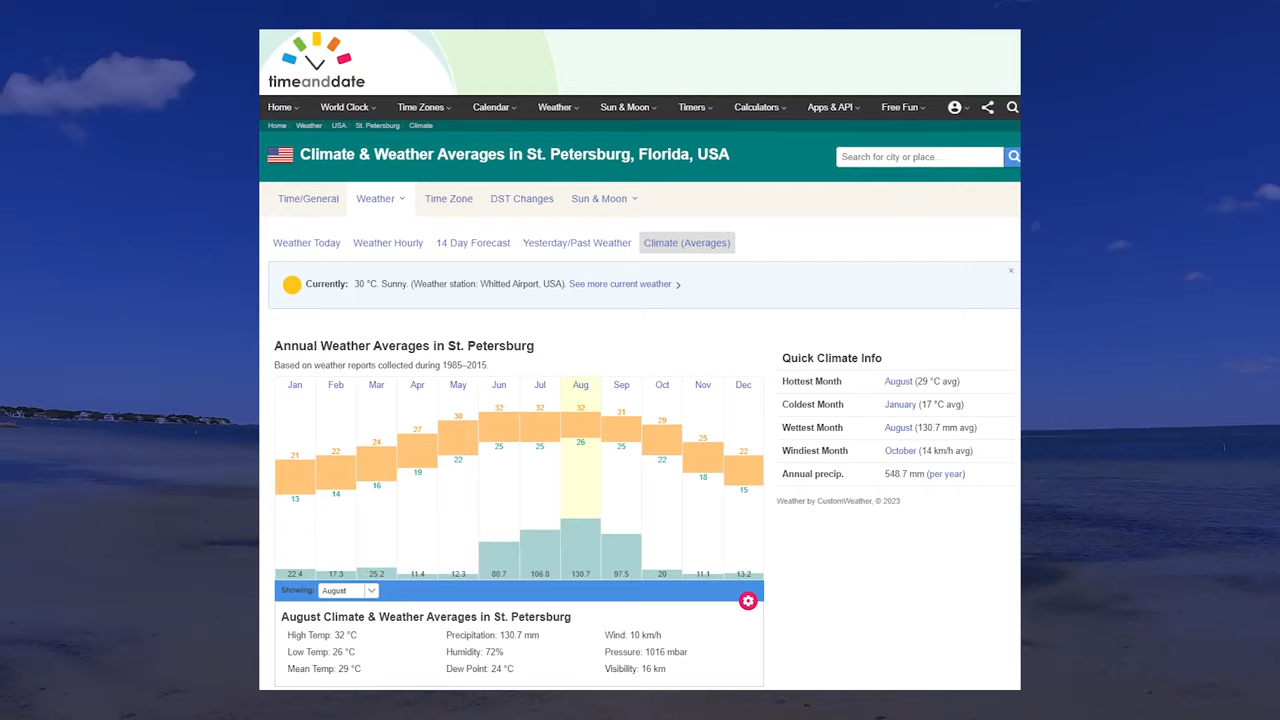 timeanddate
Home World Clock Time Zones Calendar Weather Sun & Moon Timers Calculators Apps & API Free Fun
Home Weather USA St. Petersburg Climate
Climate & Weather Averages in St. Petersburg, Florida, USA
Search for city or place...
Time/General Weather Time Zone DST Changes Sun & Moon
Weather Today Weather Hourly 14 Day Forecast Yesterday/Past Weather Climate (Averages)
Currently: 30 °C. Sunny. (Weather station: Whitted Airport, USA). See more current weather
Annual Weather Averages in St. Petersburg
Based on weather reports collected during 1985–2015.
Jan Feb Mar Apr May Jun Jul Aug Sep Oct Nov Dec
21 22 24 27 30 32 32 32 31 29 25 22
13 14 16 19 22 25 25 26 25 22 18 15
22.4 17.3 25.2 11.4 12.3 80.7 106.8 130.7 97.5 20 11.1 13.2
Showing: August
August Climate & Weather Averages in St. Petersburg
High Temp: 32 °C Precipitation: 130.7 mm Wind: 10 km/h
Low Temp: 26 °C Humidity: 72% Pressure: 1016 mbar
Mean Temp: 29 °C Dew Point: 24 °C Visibility: 16 km
Quick Climate Info
Hottest Month August (29 °C avg)
Coldest Month January (17 °C avg)
Wettest Month August (130.7 mm avg)
Windiest Month October (14 km/h avg)
Annual precip. 548.7 mm (per year)
Weather by CustomWeather, © 2023